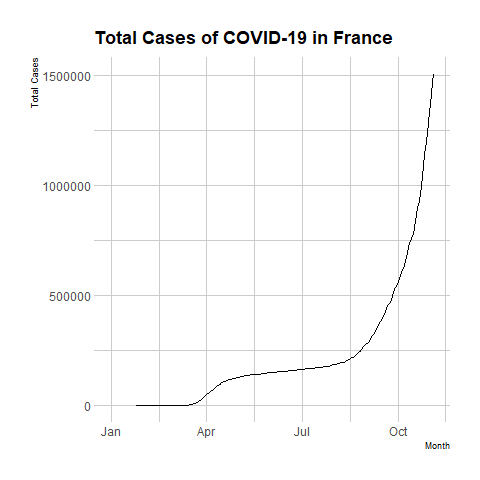 Total Cases of COVID-19 in France
Total Cases
1500000
1000000
500000
0
Jan Apr Jul Oct
Month